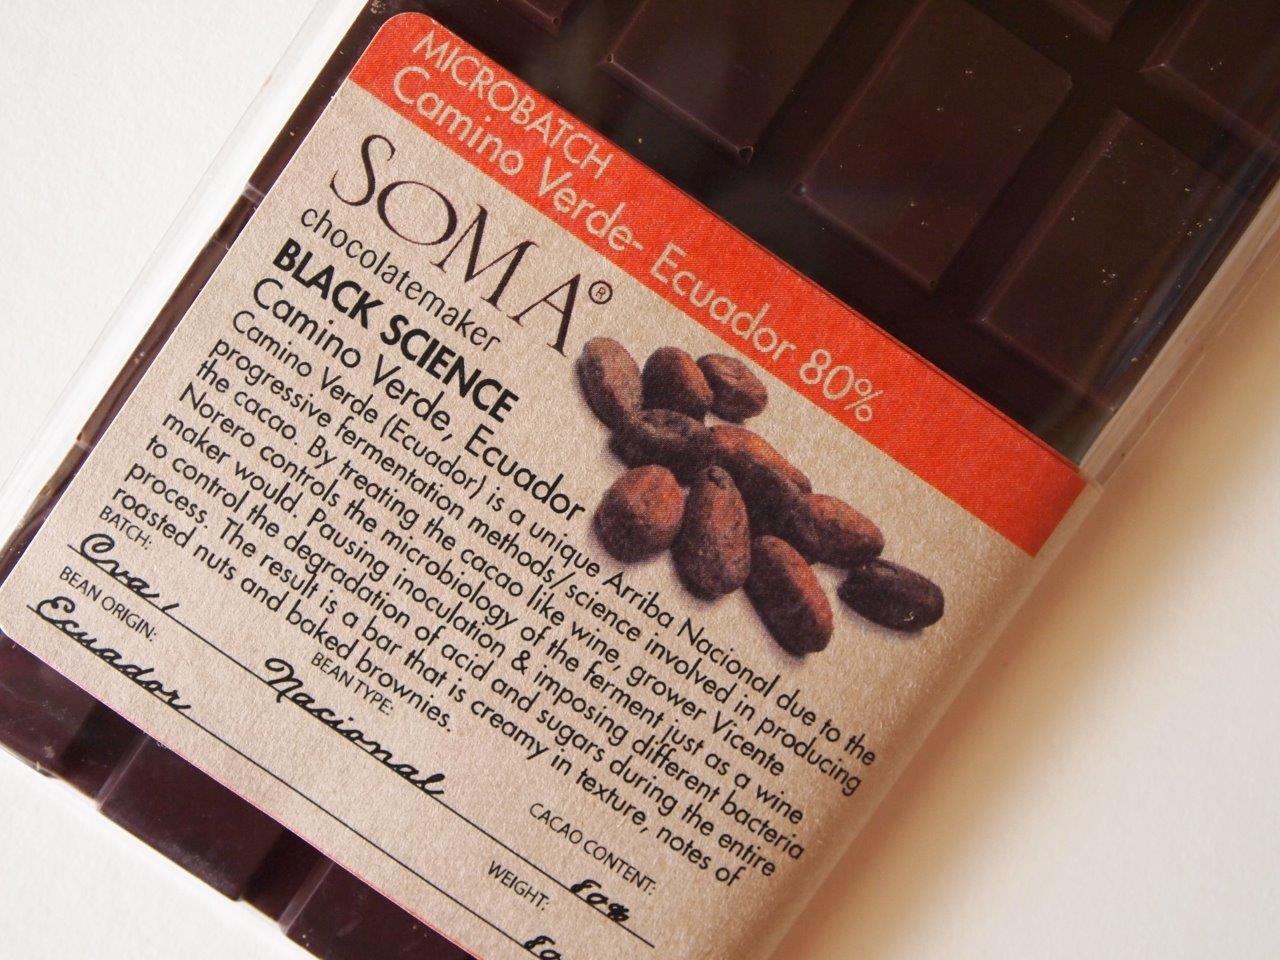 MICROBATCH
Camino Verde- Ecuador 80%
SOMA®
chocolatemaker
BLACK SCIENCE
Camino Verde, Ecuador
Camino Verde (Ecuador) is a unique Arriba Nacional due to the
progressive fermentation methods/science involved in producing
the cacao. By treating the cacao like wine, grower Vicente
Norero controls the microbiology of the ferment just as a wine
maker would. Pausing inoculation & imposing different bacteria
to control the degradation of acid and sugars during the entire
process. The result is a bar that is creamy in texture, notes of
roasted nuts and baked brownies.
BATCH:
BEAN TYPE:
CACAO CONTENT:
Nacional
80%
BEAN ORIGIN:
WEIGHT:
Ecuador
80